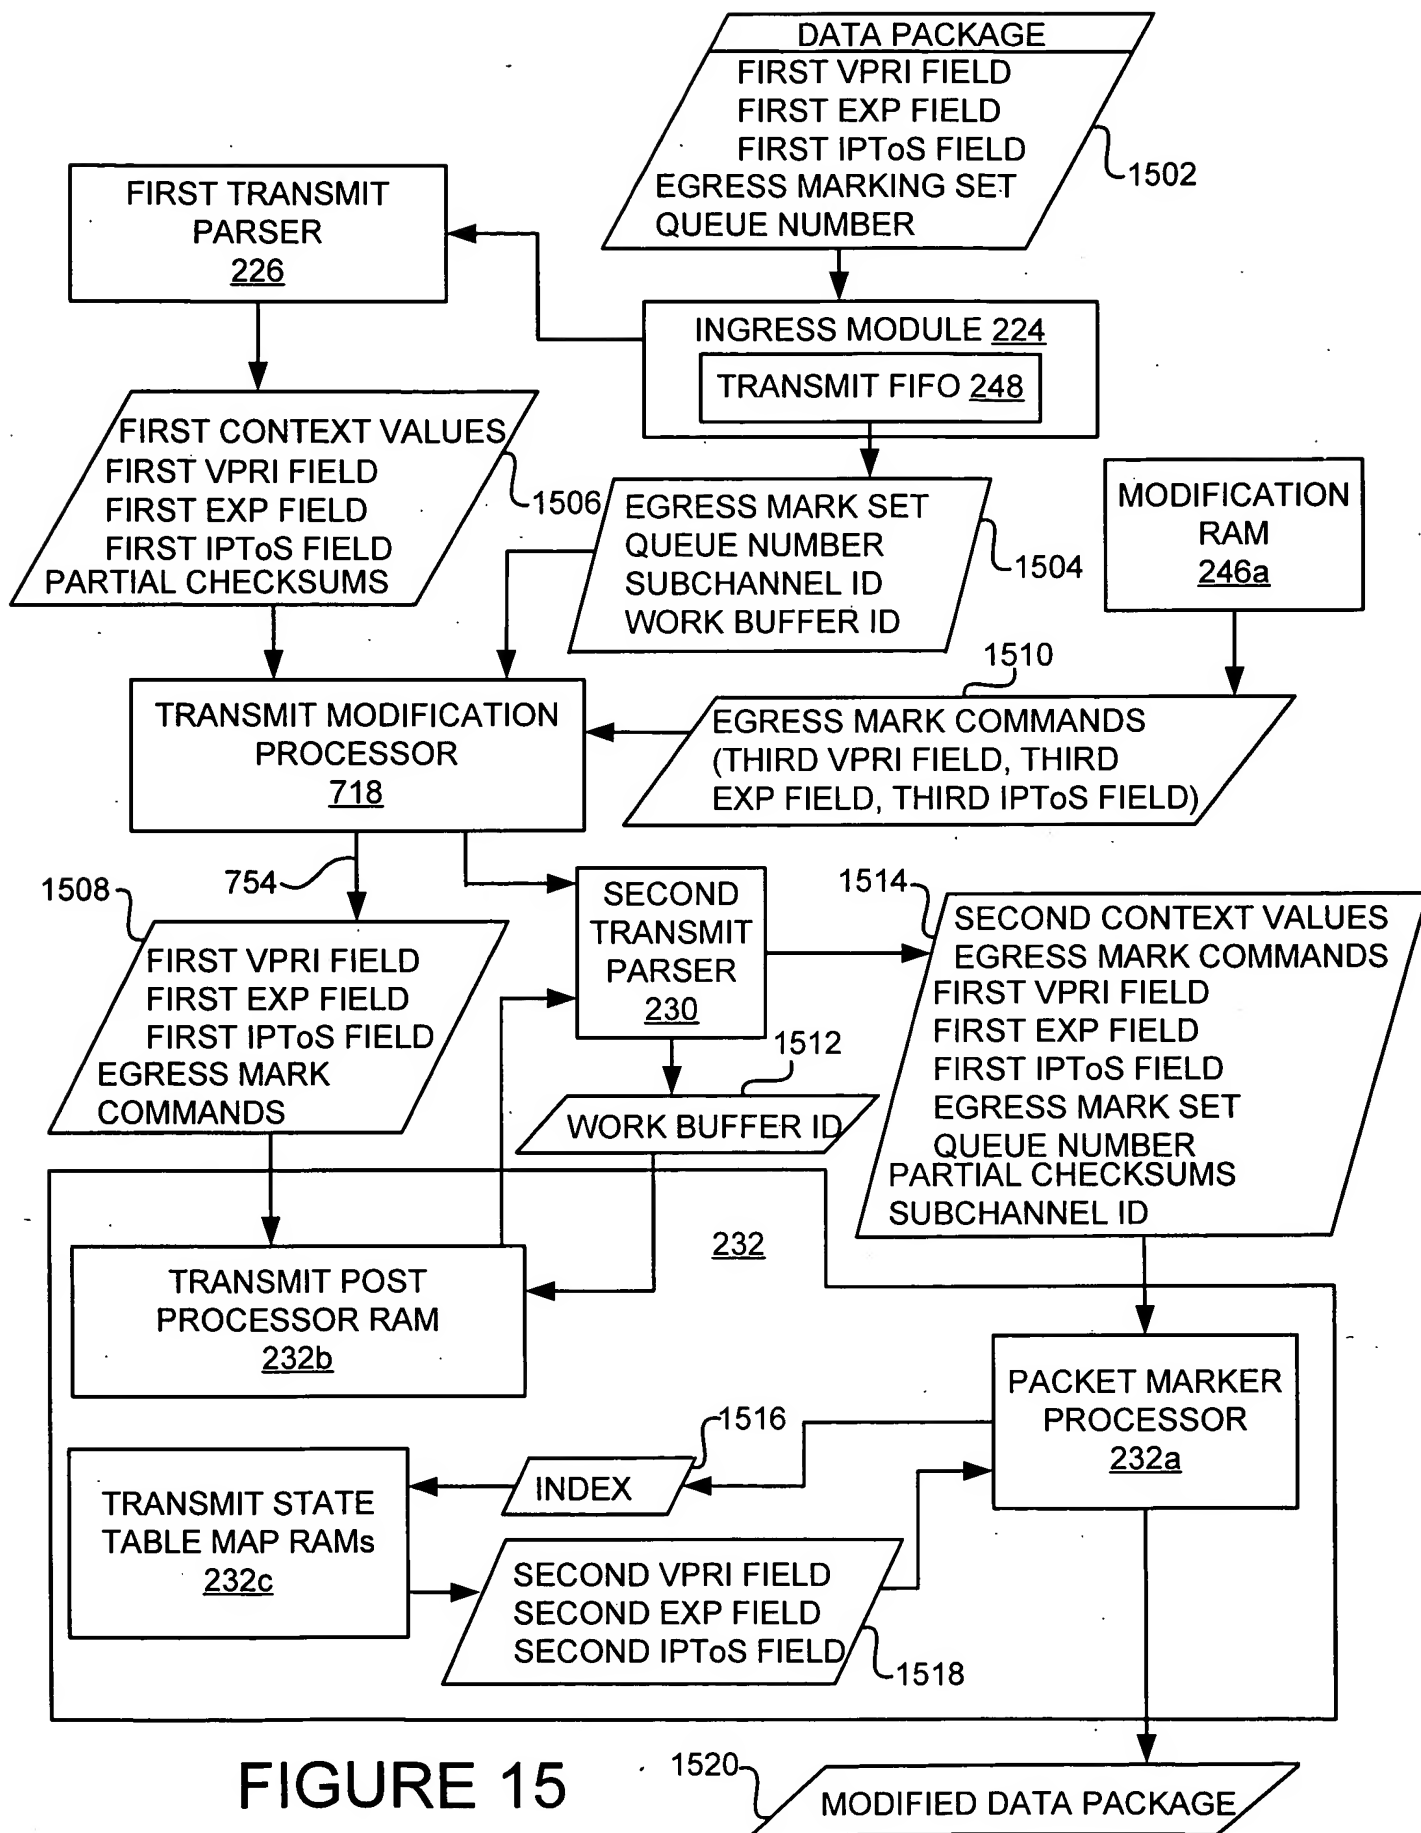 DATA PACKAGE
FIRST VPRI FIELD
FIRST EXP FIELD
FIRST IPToS FIELD
EGRESS MARKING SET
QUEUE NUMBER
1502
FIRST TRANSMIT
PARSER
226
INGRESS MODULE 224
TRANSMIT FIFO 248
FIRST CONTEXT VALUES
FIRST VPRI FIELD
FIRST EXP FIELD
FIRST IPToS FIELD
PARTIAL CHECKSUMS
1506
EGRESS MARK SET
QUEUE NUMBER
SUBCHANNEL ID
WORK BUFFER ID
1504
MODIFICATION
RAM
246a
1510
TRANSMIT MODIFICATION
PROCESSOR
718
EGRESS MARK COMMANDS
(THIRD VPRI FIELD, THIRD
EXP FIELD, THIRD IPToS FIELD)
754
1508
FIRST VPRI FIELD
FIRST EXP FIELD
FIRST IPToS FIELD
EGRESS MARK
COMMANDS
SECOND
TRANSMIT
PARSER
230
1514
SECOND CONTEXT VALUES
EGRESS MARK COMMANDS
FIRST VPRI FIELD
FIRST EXP FIELD
FIRST IPToS FIELD
EGRESS MARK SET
QUEUE NUMBER
PARTIAL CHECKSUMS
SUBCHANNEL ID
1512
WORK BUFFER ID
232
TRANSMIT POST
PROCESSOR RAM
232b
PACKET MARKER
PROCESSOR
232a
1516
INDEX
TRANSMIT STATE
TABLE MAP RAMs
232c
SECOND VPRI FIELD
SECOND EXP FIELD
SECOND IPToS FIELD
1518
FIGURE 15
1520
MODIFIED DATA PACKAGE